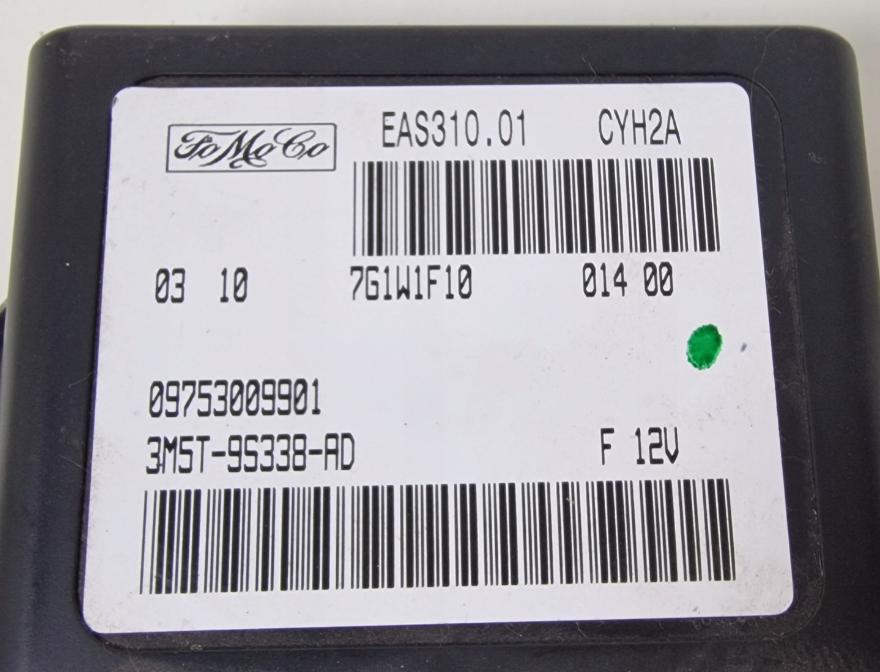 FoMoCo EAS310.01 CYH2A
03 10 7G1W1F10 014 00
09753009901
3M5T-9S338-AD F 12V